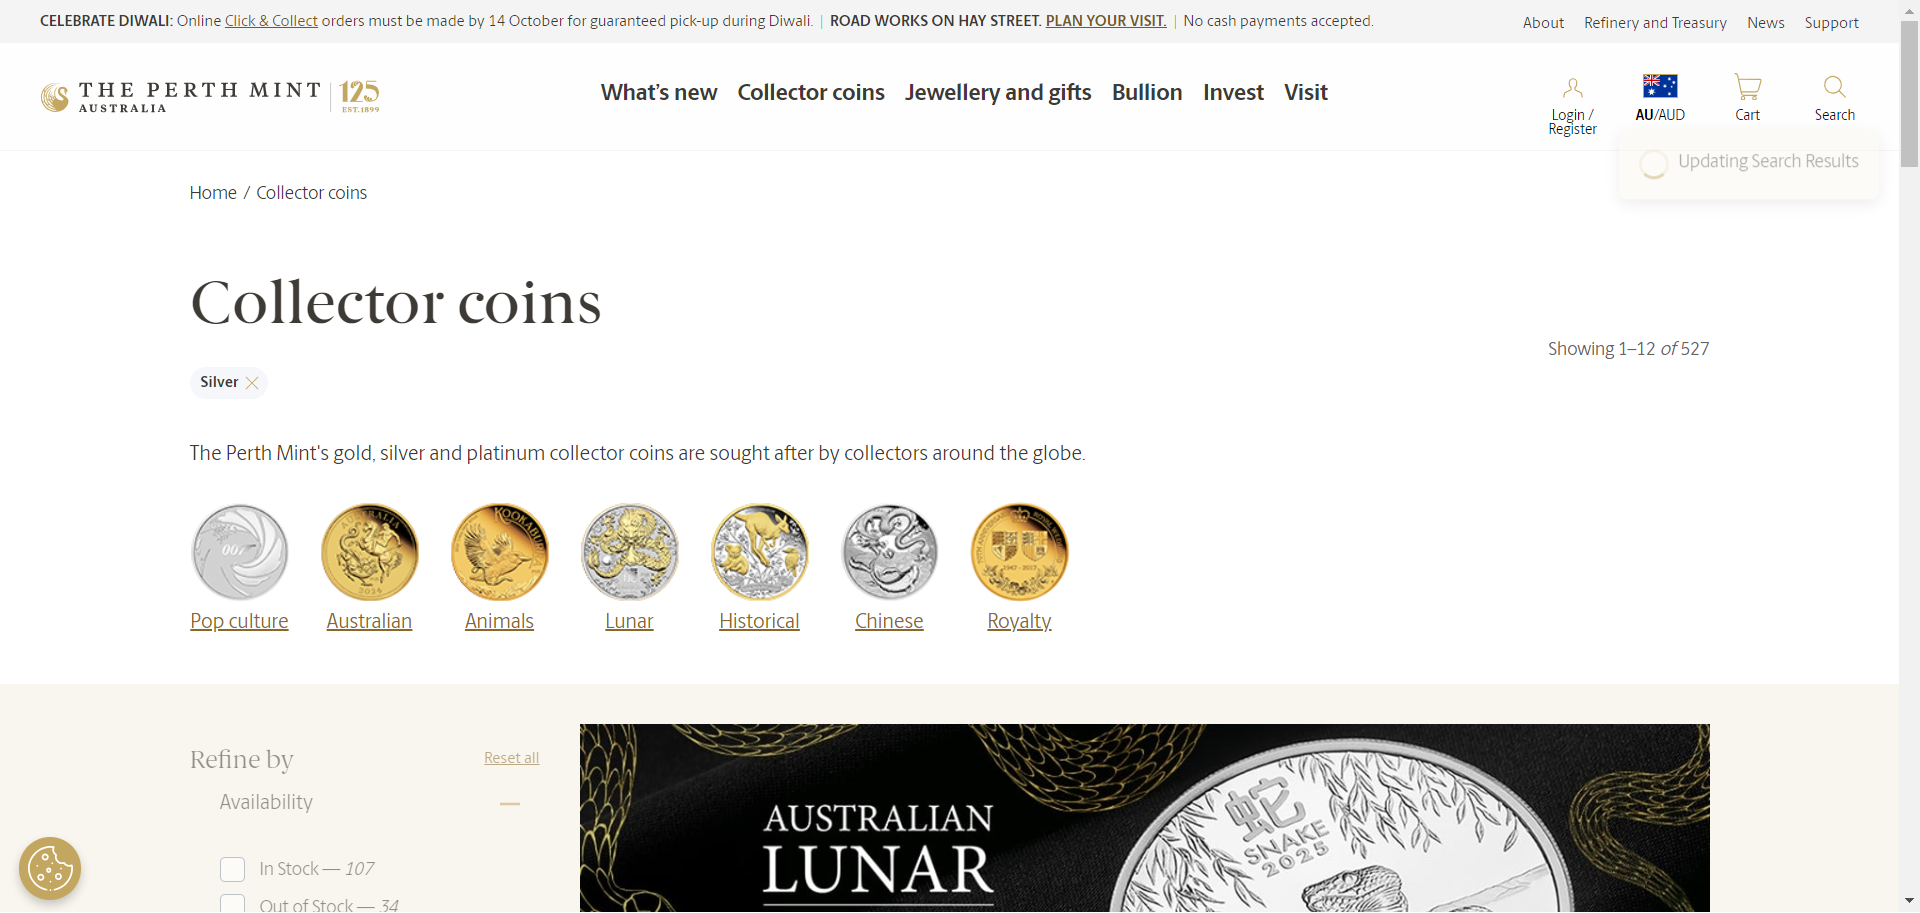 CELEBRATE DIWALI: Online Click & Collect orders must be made by 14 October for guaranteed pick-up during Diwali. | ROAD WORKS ON HAY STREET. PLAN YOUR VISIT. | No cash payments accepted.
About Refinery and Treasury News Support
THE PERTH MINT
AUSTRALIA
125
EST.1899
What's new Collector coins Jewellery and gifts Bullion Invest Visit
Login /
Register
AU/AUD
Cart
Search
Updating Search Results
Home / Collector coins
Collector coins
Showing 1–12 of 527
Silver
The Perth Mint's gold, silver and platinum collector coins are sought after by collectors around the globe.
007
AUSTRALIA
2024
KOOKABURRA
1947 - 2017
Pop culture
Australian
Animals
Lunar
Historical
Chinese
Royalty
Refine by
Reset all
Availability
In Stock — 107
Out of Stock — 34
AUSTRALIAN
LUNAR
蛇
SNAKE
2025